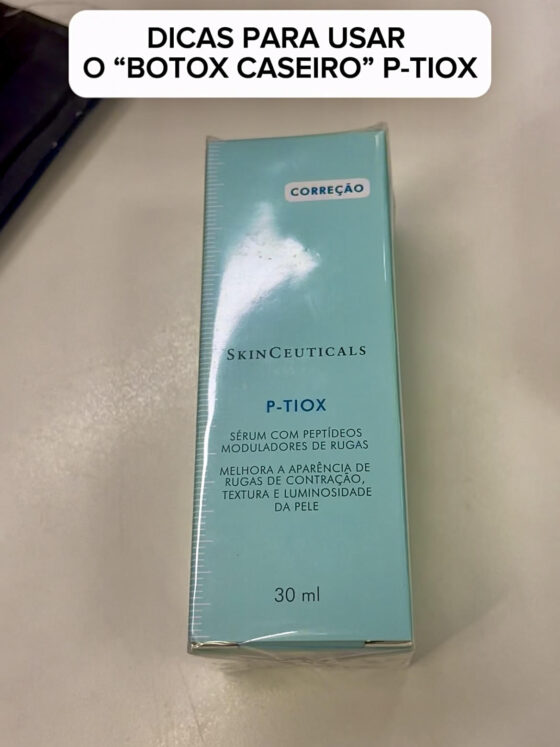 DICAS PARA USAR
O “BOTOX CASEIRO” P-TIOX
CORREÇÃO
SKINCEUTICALS
P-TIOX
SÉRUM COM PEPTÍDEOS
MODULADORES DE RUGAS
MELHORA A APARÊNCIA DE
RUGAS DE CONTRAÇÃO,
TEXTURA E LUMINOSIDADE
DA PELE
30 ml